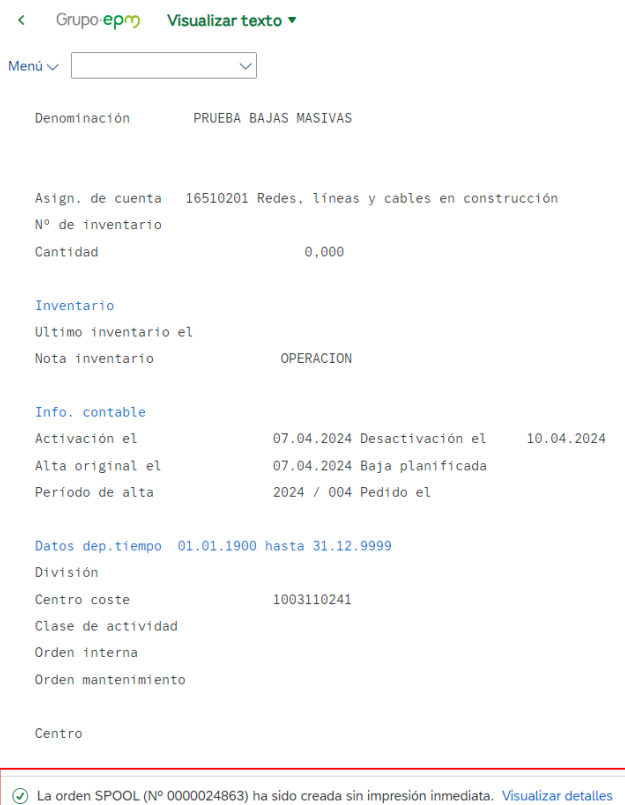 Grupo·epm Visualizar texto
Menú
Denominación PRUEBA BAJAS MASIVAS
Asign. de cuenta 16510201 Redes, líneas y cables en construcción
Nº de inventario
Cantidad 0,000
Inventario
Ultimo inventario el
Nota inventario OPERACION
Info. contable
Activación el 07.04.2024 Desactivación el 10.04.2024
Alta original el 07.04.2024 Baja planificada
Período de alta 2024 / 004 Pedido el
Datos dep.tiempo 01.01.1900 hasta 31.12.9999
División
Centro coste 1003110241
Clase de actividad
Orden interna
Orden mantenimiento
Centro
La orden SPOOL (Nº 0000024863) ha sido creada sin impresión inmediata. Visualizar detalles